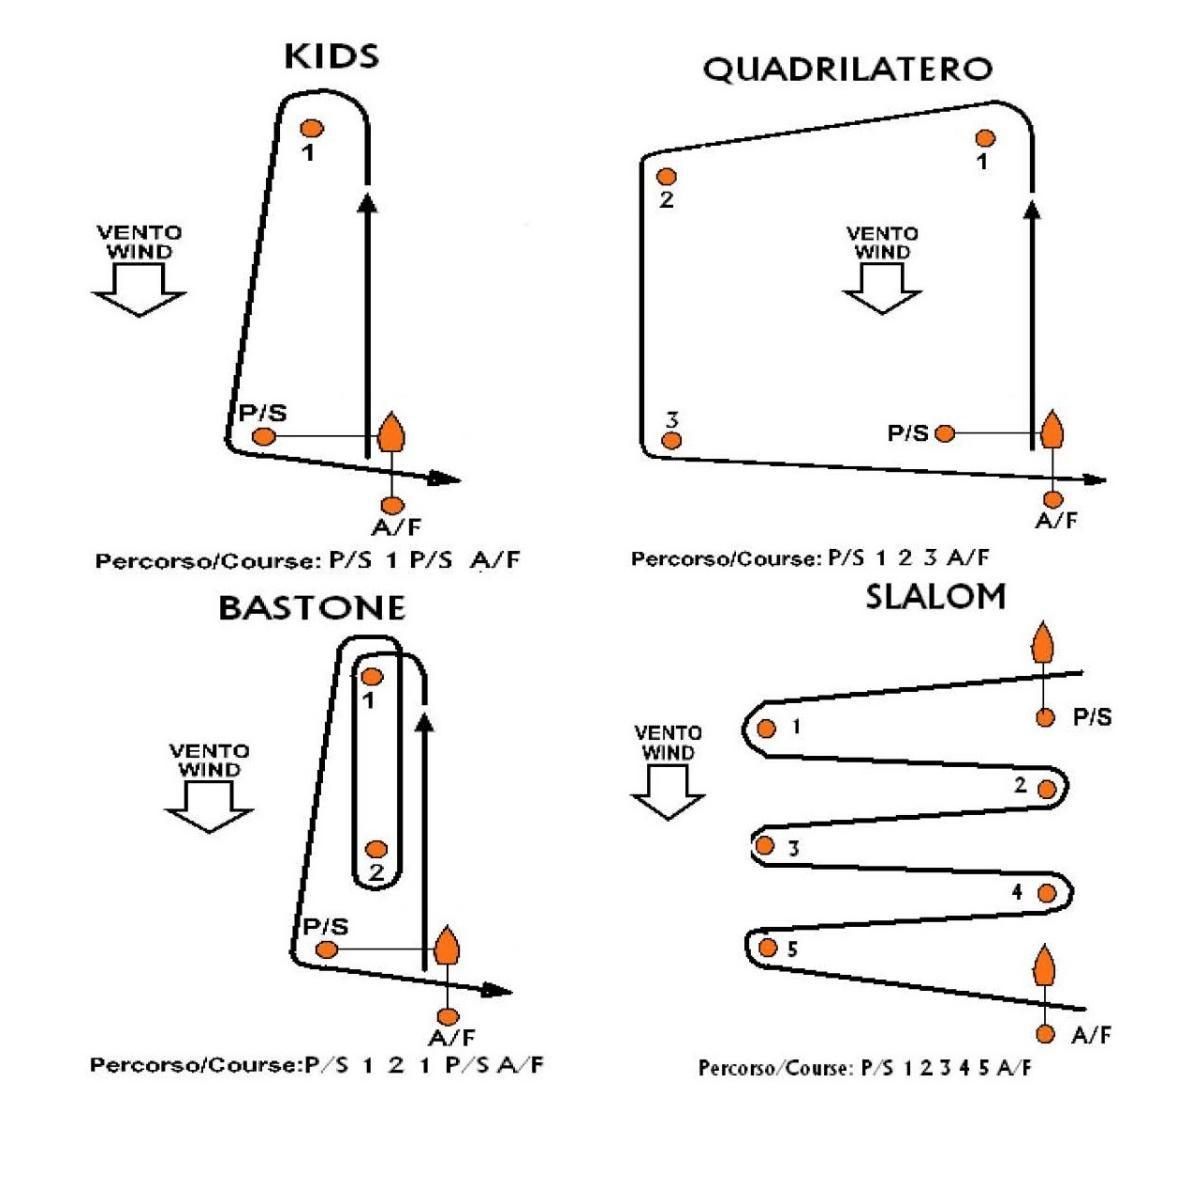 KIDS
1
VENTO
WIND
P/S
A/F
Percorso/Course: P/S 1 P/S A/F
QUADRILATERO
1
2
VENTO
WIND
3
P/S
A/F
Percorso/Course: P/S 1 2 3 A/F
BASTONE
1
VENTO
WIND
2
P/S
A/F
Percorso/Course:P/S 1 2 1 P/S A/F
SLALOM
P/S
1
VENTO
WIND
2
3
4
5
A/F
Percorso/Course: P/S 1 2 3 4 5 A/F